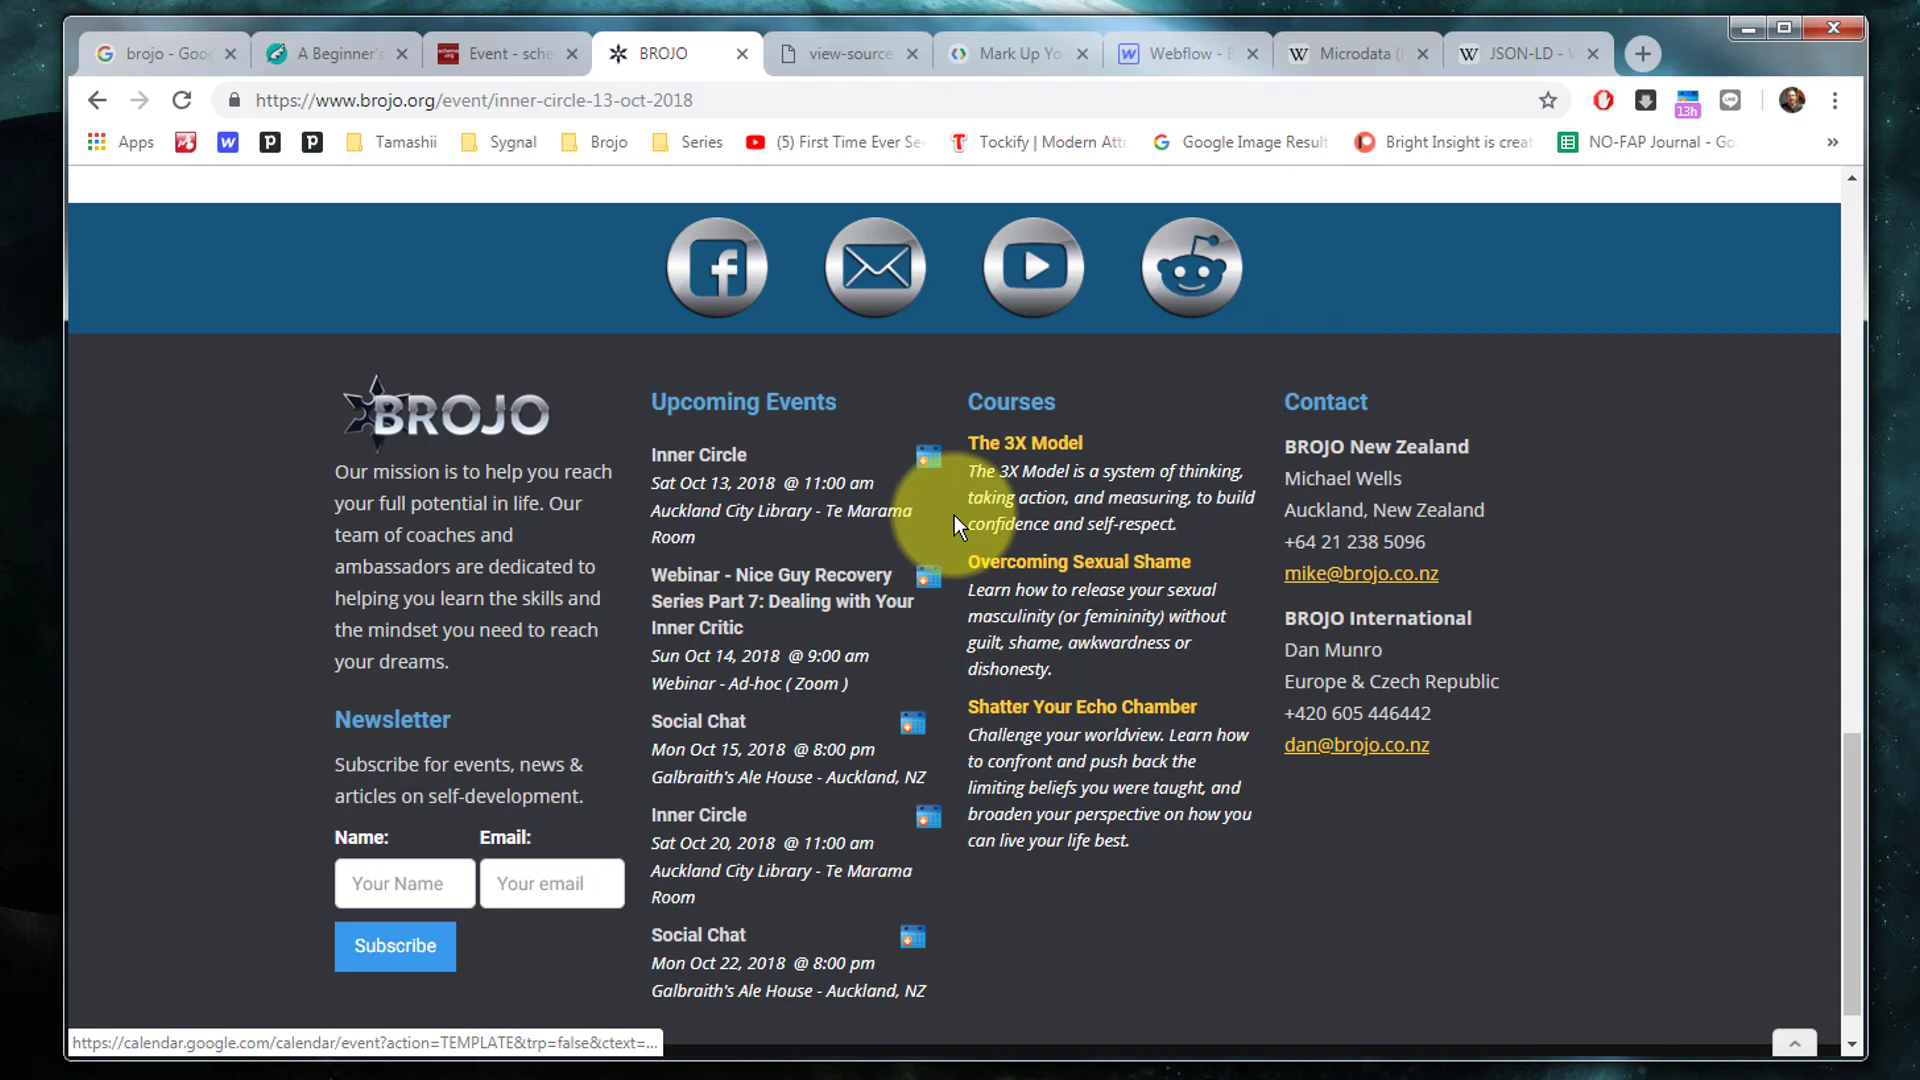 brojo - Goo
A Beginner's
Event - sche
BROJO
view-source
Mark Up Yo
Webflow - E
Microdata (
JSON-LD - W
https://www.brojo.org/event/inner-circle-13-oct-2018
13h
Apps
Tamashii
Sygnal
Brojo
Series
(5) First Time Ever Se
Tockify | Modern Attr
Google Image Result
Bright Insight is creat
NO-FAP Journal - Go
BROJO
Our mission is to help you reach
your full potential in life. Our
team of coaches and
ambassadors are dedicated to
helping you learn the skills and
the mindset you need to reach
your dreams.
Newsletter
Subscribe for events, news &
articles on self-development.
Name: Email:
Your Name Your email
Subscribe
Upcoming Events
Inner Circle
Sat Oct 13, 2018 @ 11:00 am
Auckland City Library - Te Marama
Room
Webinar - Nice Guy Recovery
Series Part 7: Dealing with Your
Inner Critic
Sun Oct 14, 2018 @ 9:00 am
Webinar - Ad-hoc ( Zoom )
Social Chat
Mon Oct 15, 2018 @ 8:00 pm
Galbraith's Ale House - Auckland, NZ
Inner Circle
Sat Oct 20, 2018 @ 11:00 am
Auckland City Library - Te Marama
Room
Social Chat
Mon Oct 22, 2018 @ 8:00 pm
Galbraith's Ale House - Auckland, NZ
Courses
The 3X Model
The 3X Model is a system of thinking,
taking action, and measuring, to build
confidence and self-respect.
Overcoming Sexual Shame
Learn how to release your sexual
masculinity (or femininity) without
guilt, shame, awkwardness or
dishonesty.
Shatter Your Echo Chamber
Challenge your worldview. Learn how
to confront and push back the
limiting beliefs you were taught, and
broaden your perspective on how you
can live your life best.
Contact
BROJO New Zealand
Michael Wells
Auckland, New Zealand
+64 21 238 5096
mike@brojo.co.nz
BROJO International
Dan Munro
Europe & Czech Republic
+420 605 446442
dan@brojo.co.nz
https://calendar.google.com/calendar/event?action=TEMPLATE&trp=false&ctext=...